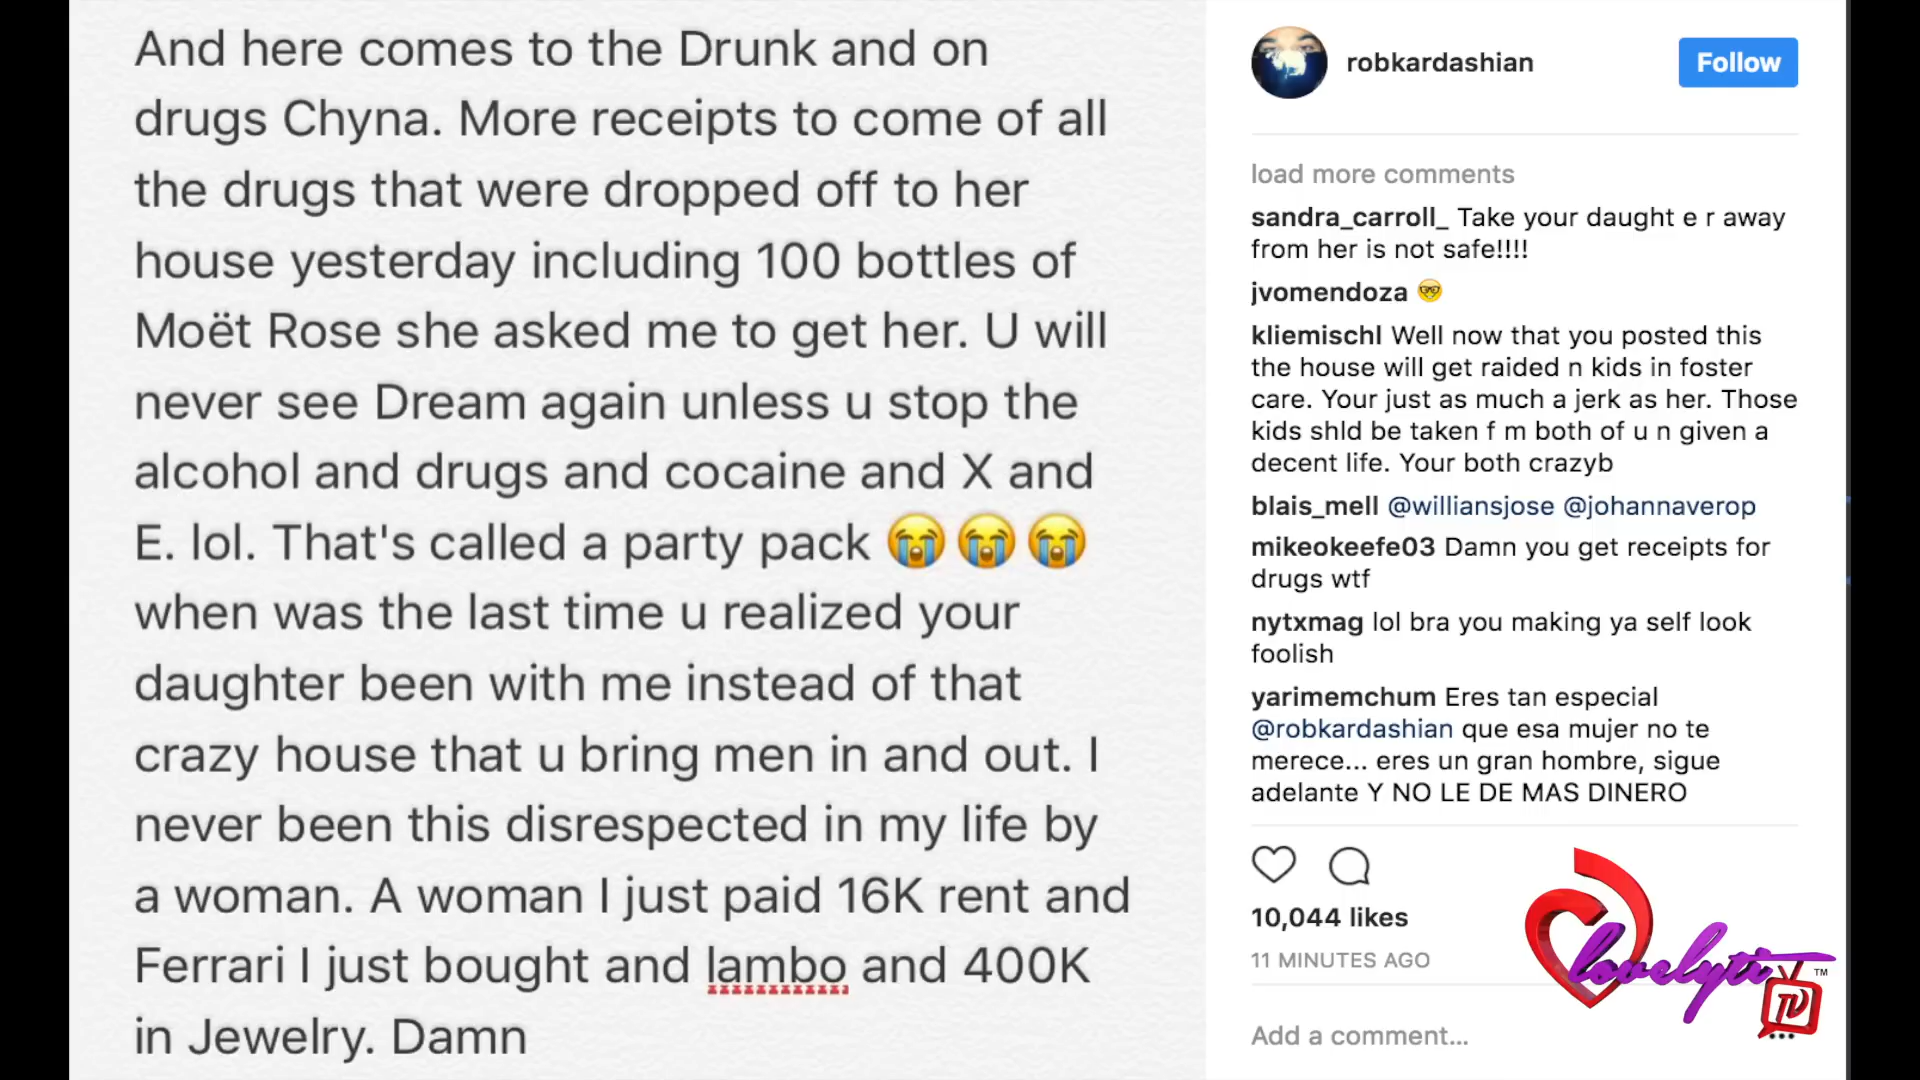 And here comes to the Drunk and on
drugs Chyna. More receipts to come of all
the drugs that were dropped off to her
house yesterday including 100 bottles of
Moët Rose she asked me to get her. U will
never see Dream again unless u stop the
alcohol and drugs and cocaine and X and
E. lol. That's called a party pack 😭😭😭
when was the last time u realized your
daughter been with me instead of that
crazy house that u bring men in and out. I
never been this disrespected in my life by
a woman. A woman I just paid 16K rent and
Ferrari I just bought and lambo and 400K
in Jewelry. Damn
robkardashian
Follow
load more comments
sandra_carroll_ Take your daught e r away
from her is not safe!!!!
jvomendoza 🤓
kliemischl Well now that you posted this
the house will get raided n kids in foster
care. Your just as much a jerk as her. Those
kids shld be taken f m both of u n given a
decent life. Your both crazyb
blais_mell @williansjose @johannaverop
mikeokeefe03 Damn you get receipts for
drugs wtf
nytxmag lol bra you making ya self look
foolish
yarimemchum Eres tan especial
@robkardashian que esa mujer no te
merece... eres un gran hombre, sigue
adelante Y NO LE DE MAS DINERO
10,044 likes
11 MINUTES AGO
Add a comment...
lovelyti
TV
™